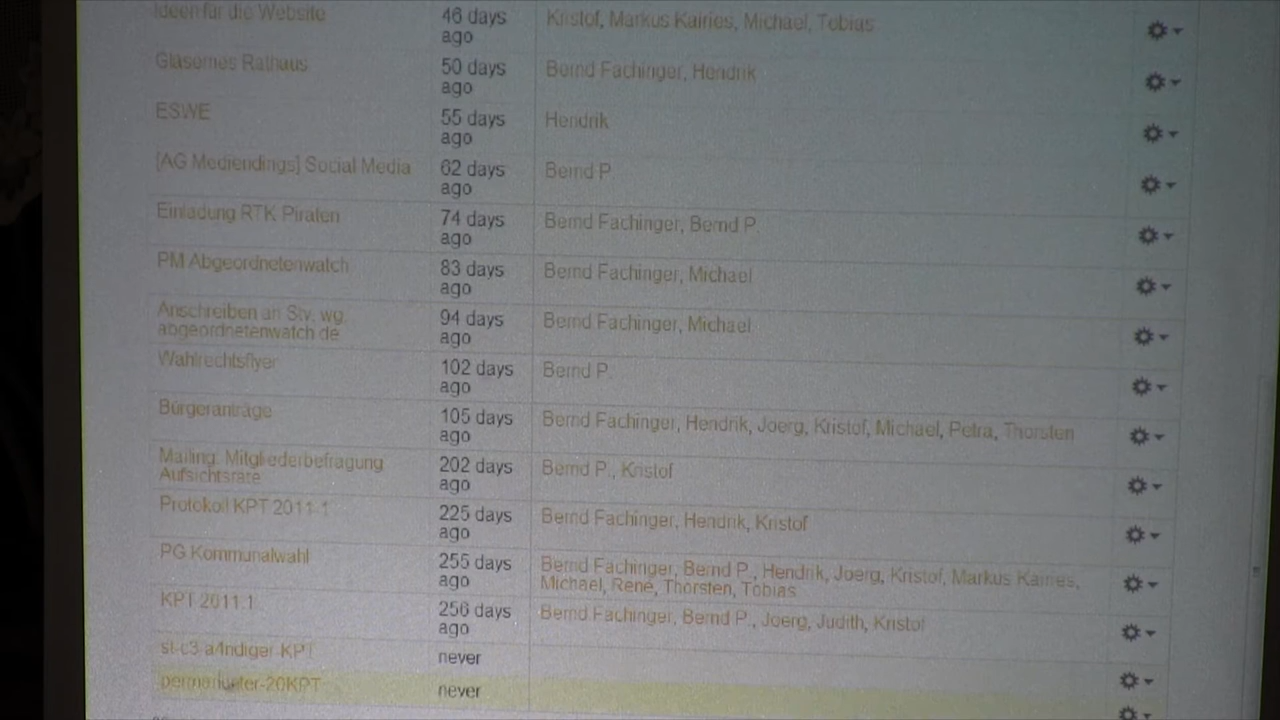 Ideen für die Website 46 days ago Kristof, Markus Kairies, Michael, Tobias
Gläsernes Rathaus 50 days ago Bernd Fachinger, Hendrik
ESWE 55 days ago Hendrik
[AG Mediendings] Social Media 62 days ago Bernd P.
Einladung RTK Piraten 74 days ago Bernd Fachinger, Bernd P.
PM Abgeordnetenwatch 83 days ago Bernd Fachinger, Michael
Anschreiben an Stv. wg. abgeordnetenwatch.de 94 days ago Bernd Fachinger, Michael
Wahlrechtsflyer 102 days ago Bernd P.
Bürgeranträge 105 days ago Bernd Fachinger, Hendrik, Joerg, Kristof, Michael, Petra, Thorsten
Mailing: Mitgliederbefragung Aufsichtsräte 202 days ago Bernd P., Kristof
Protokoll KPT 2011.1 225 days ago Bernd Fachinger, Hendrik, Kristof
PG Kommunalwahl 255 days ago Bernd Fachinger, Bernd P., Hendrik, Joerg, Kristof, Markus Kairies, Michael, René, Thorsten, Tobias
KPT 2011.1 256 days ago Bernd Fachinger, Bernd P., Joerg, Judith, Kristof
st-c3-a4ndiger-KPT never
never